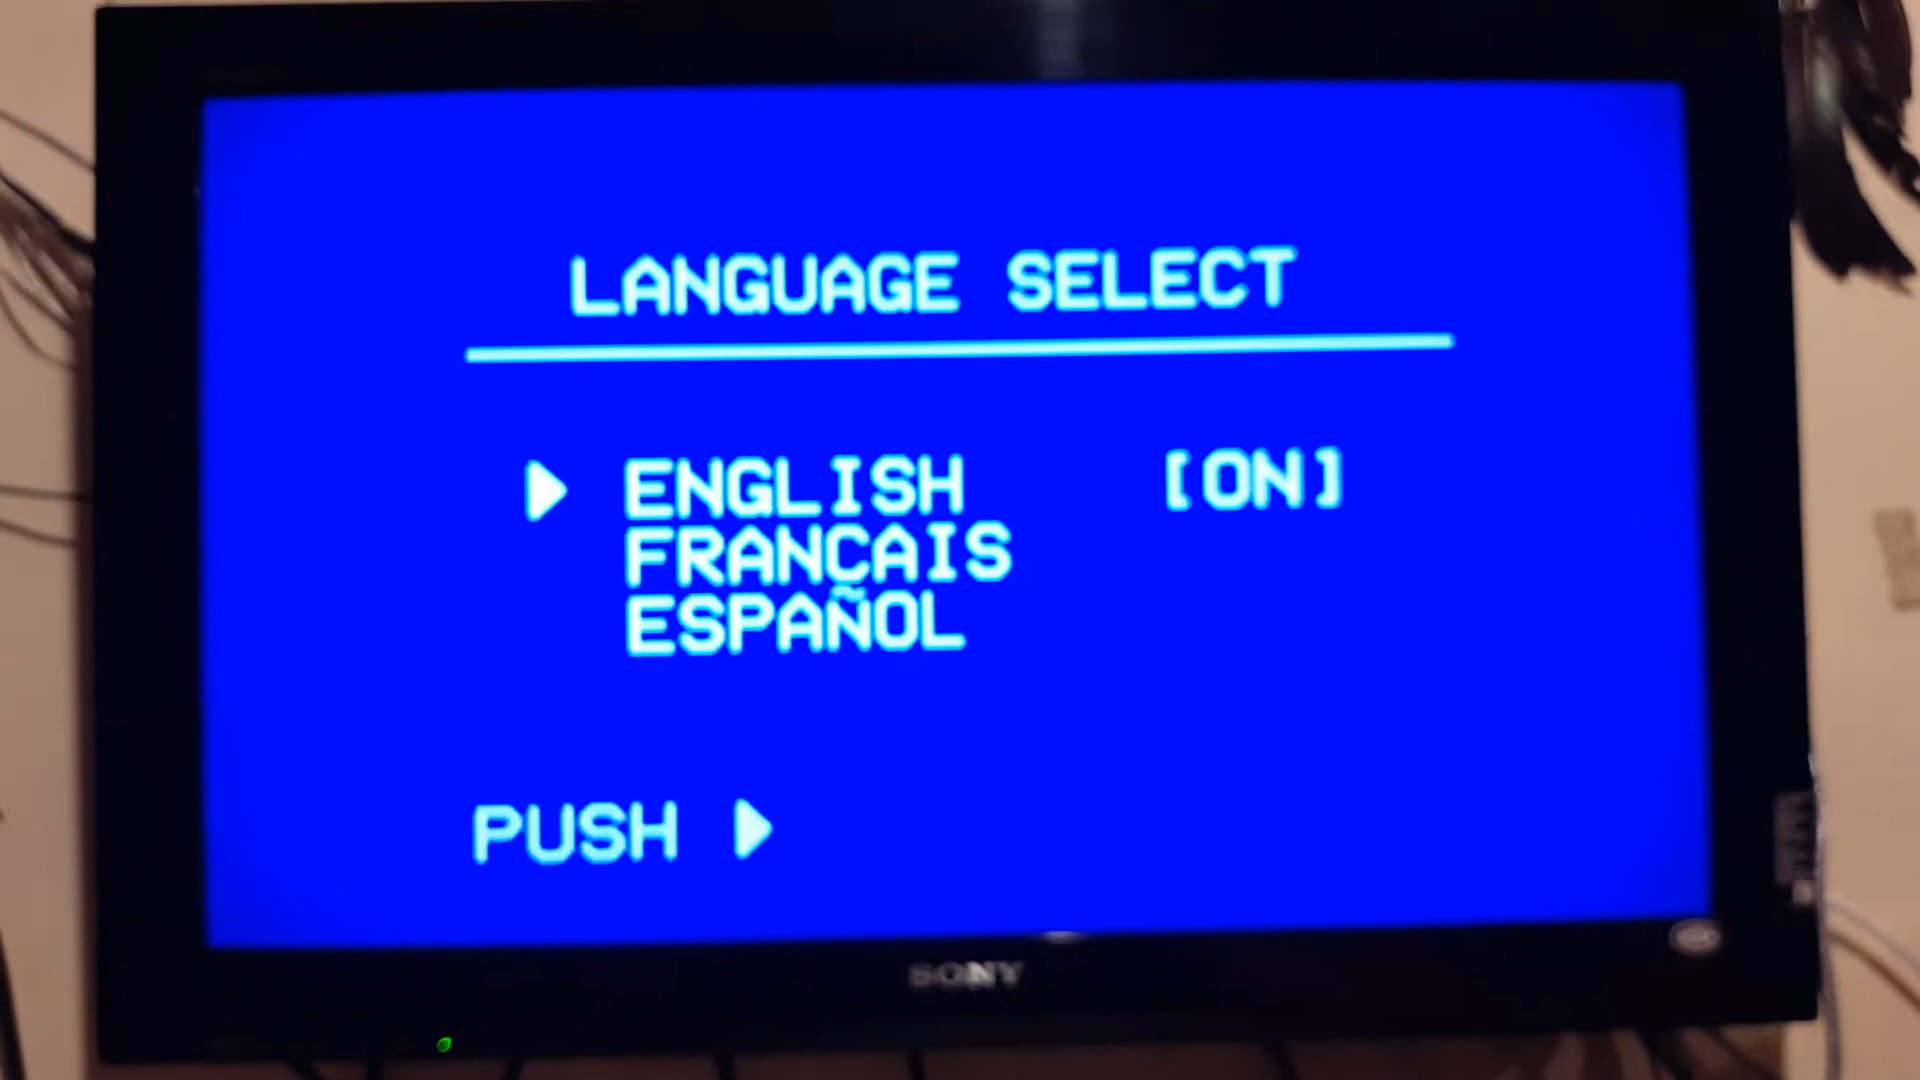 LANGUAGE SELECT
▶ ENGLISH [ON]
FRANÇAIS
ESPAÑOL
PUSH ▶
SONY